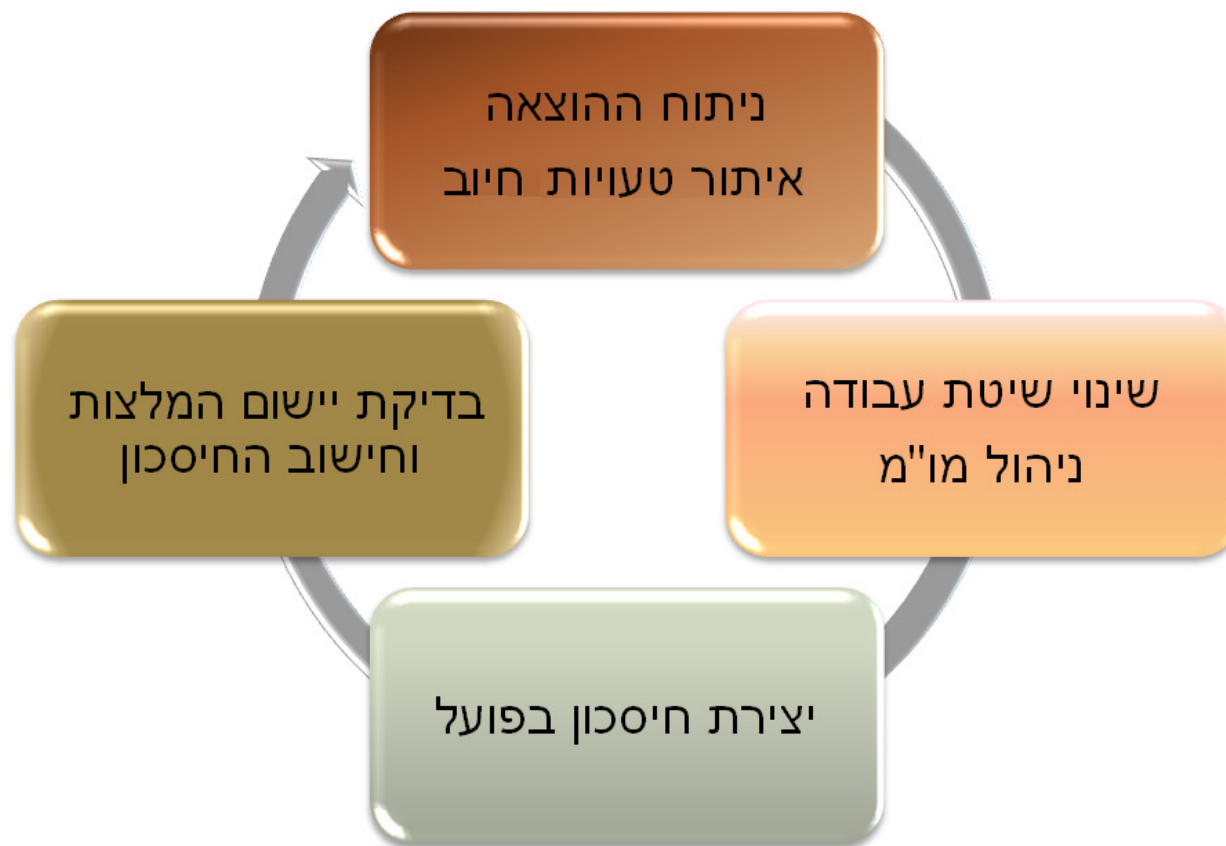 ניתוח ההוצאה
איתור טעויות חיוב
שינוי שיטת עבודה
ניהול מו"מ
יצירת חיסכון בפועל
בדיקת יישום המלצות
וחישוב החיסכון